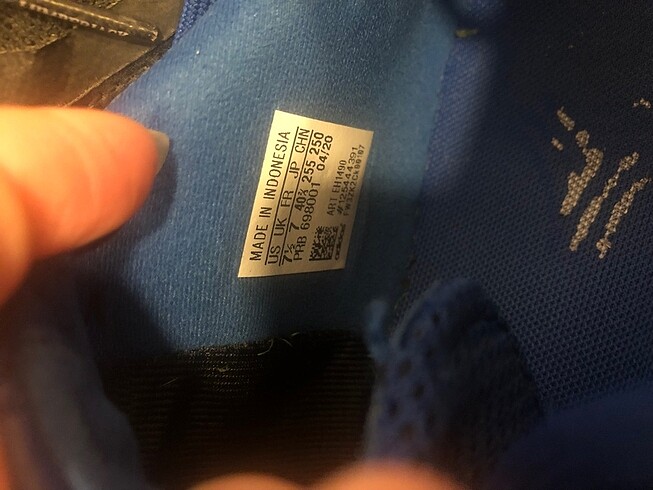 MADE IN INDONESIA
US UK FR JP CHN
7½ 7 40⅔ 255 250
PRB 698001 04/20
ART EH1490